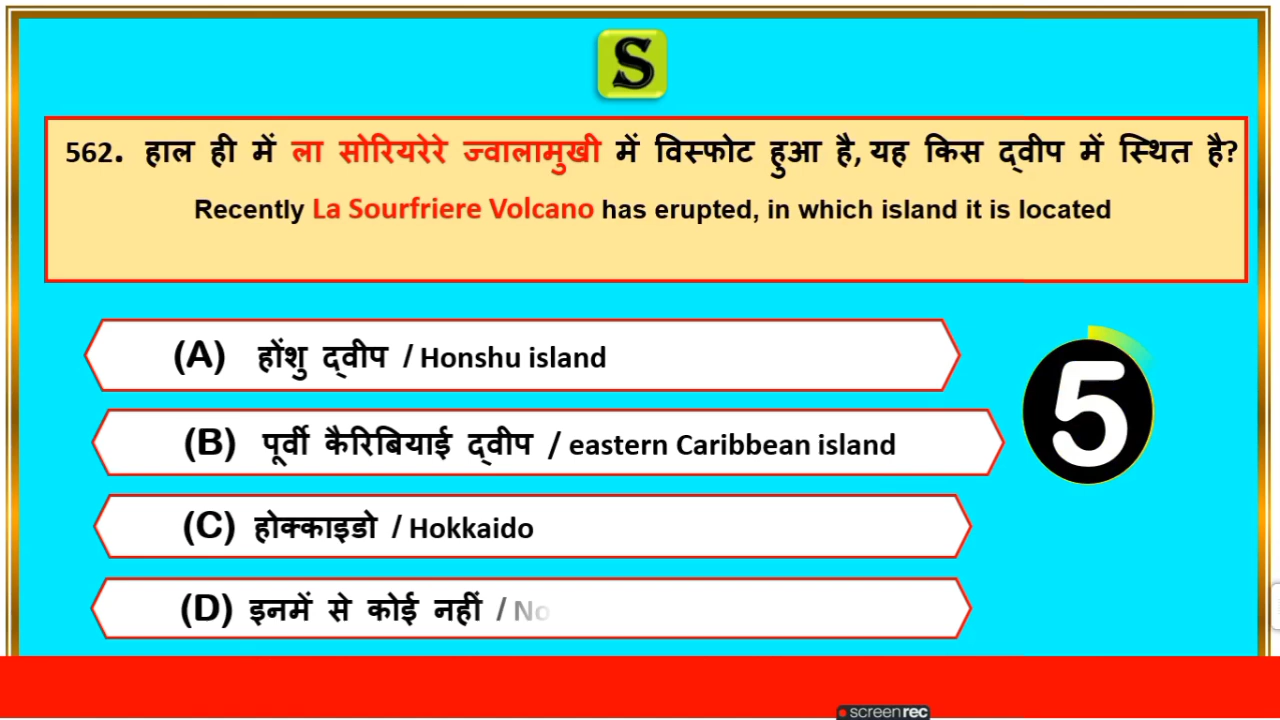 S
562. हाल ही में ला सोरियरेरे ज्वालामुखी में विस्फोट हुआ है, यह किस द्वीप में स्थित है?
Recently La Sourfriere Volcano has erupted, in which island it is located
(A) होंशु द्वीप / Honshu island
5
(B) पूर्वी कैरिबियाई द्वीप / eastern Caribbean island
(C) होक्काइडो / Hokkaido
(D) इनमें से कोई नहीं / No
screenrec